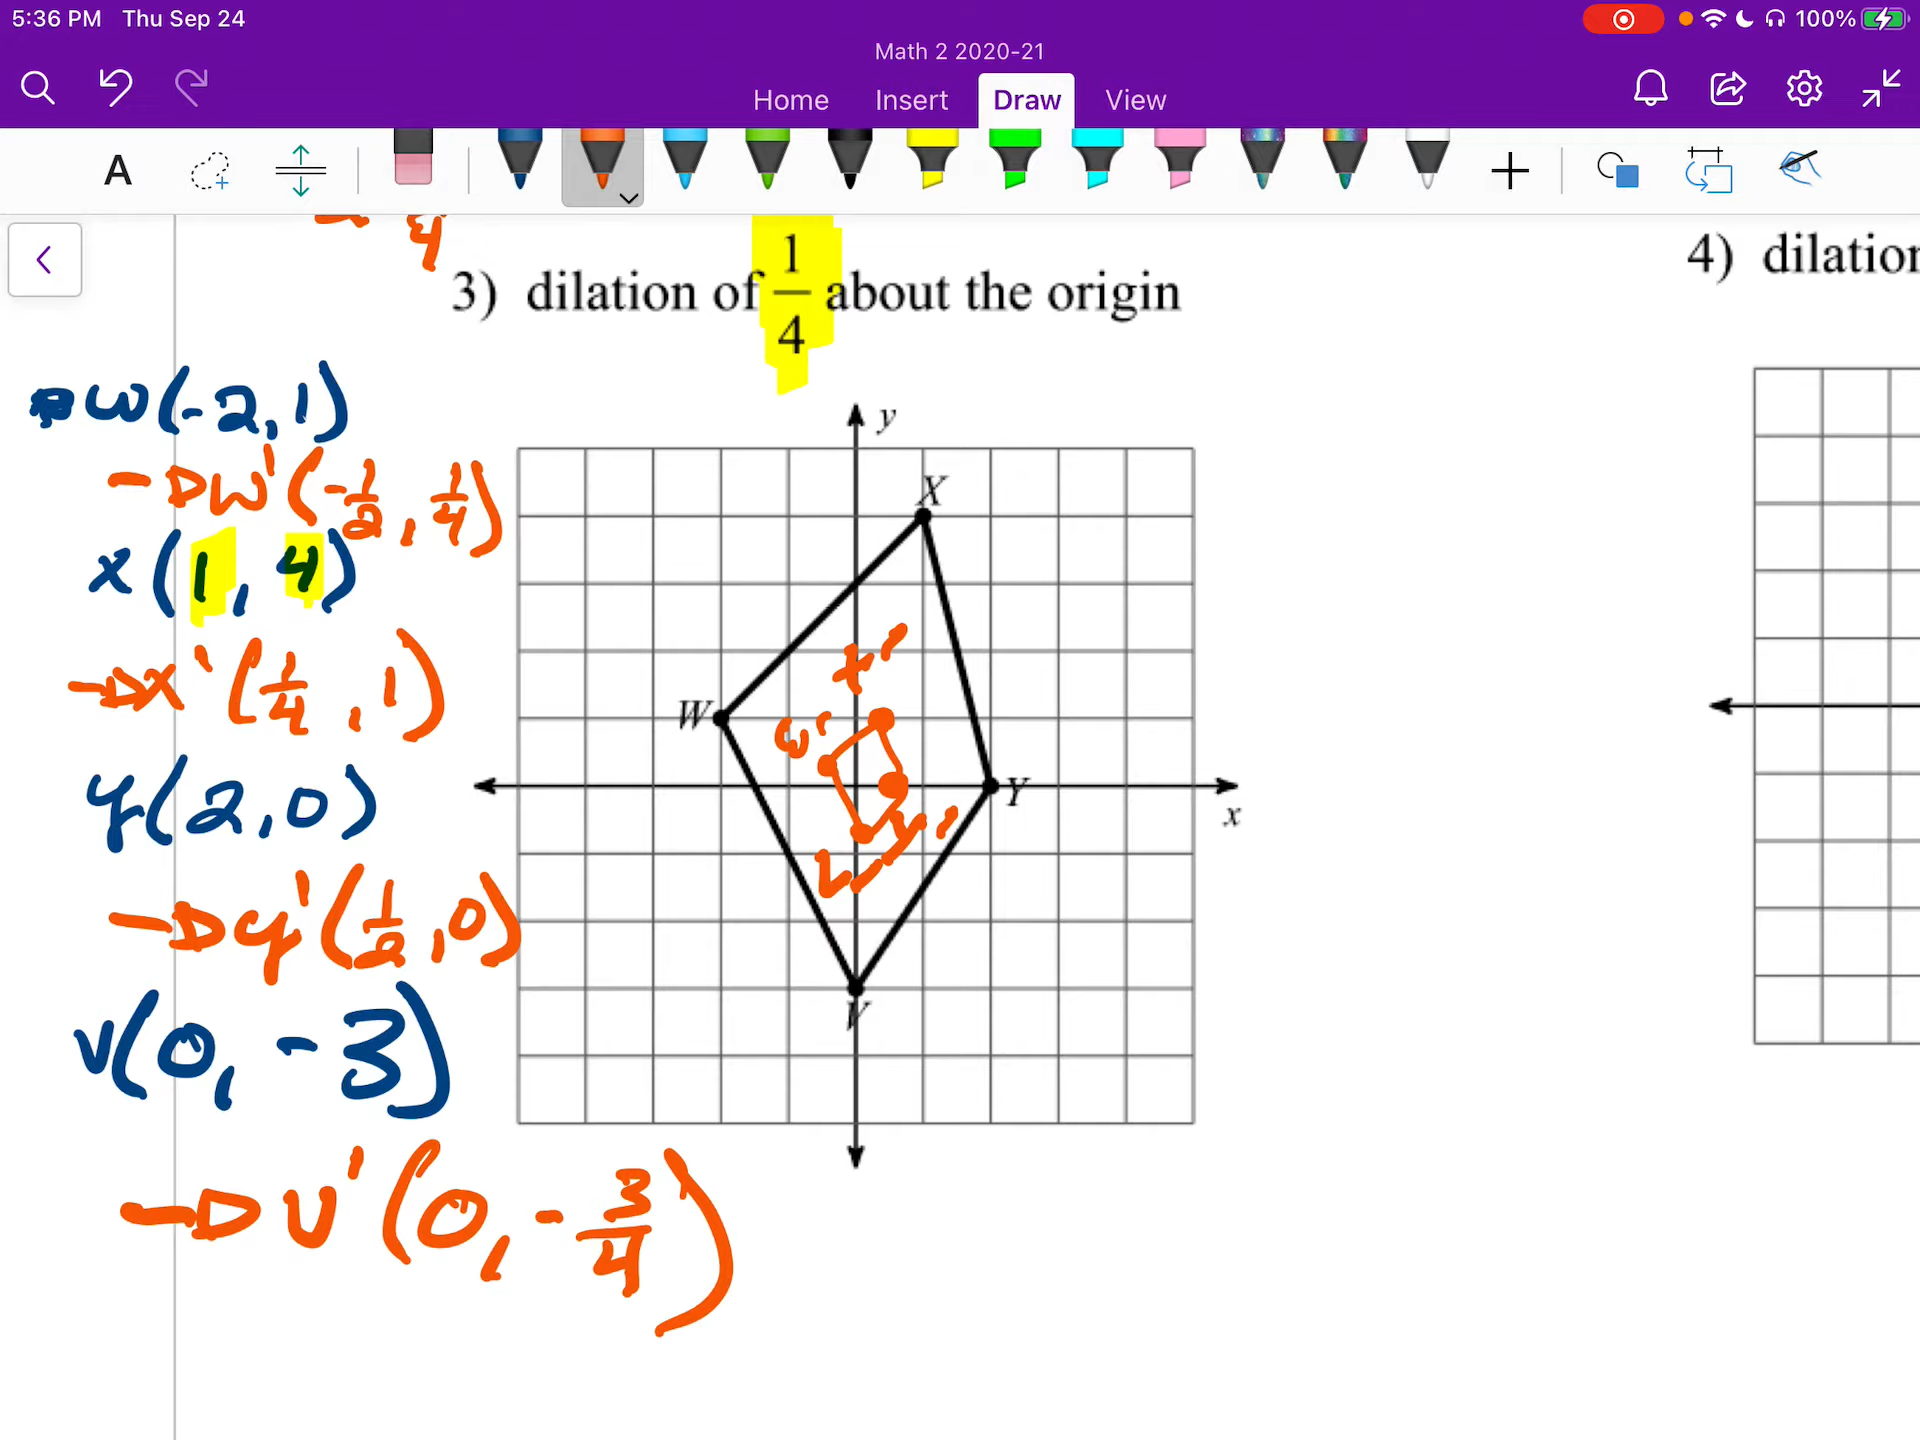 5:36 PM Thu Sep 24
100%
Math 2 2020-21
Home Insert Draw View
A
4
3) dilation of 1/4 about the origin
4) dilation
W(-2,1)
→W'(-1/2, 1/4)
x(1, 4)
→X'(1/4, 1)
y(2,0)
→y'(1/2,0)
V(0, -3)
→V'(0, -3/4)
y
X
X'
W
W'
Y
x
Y'
V'
V